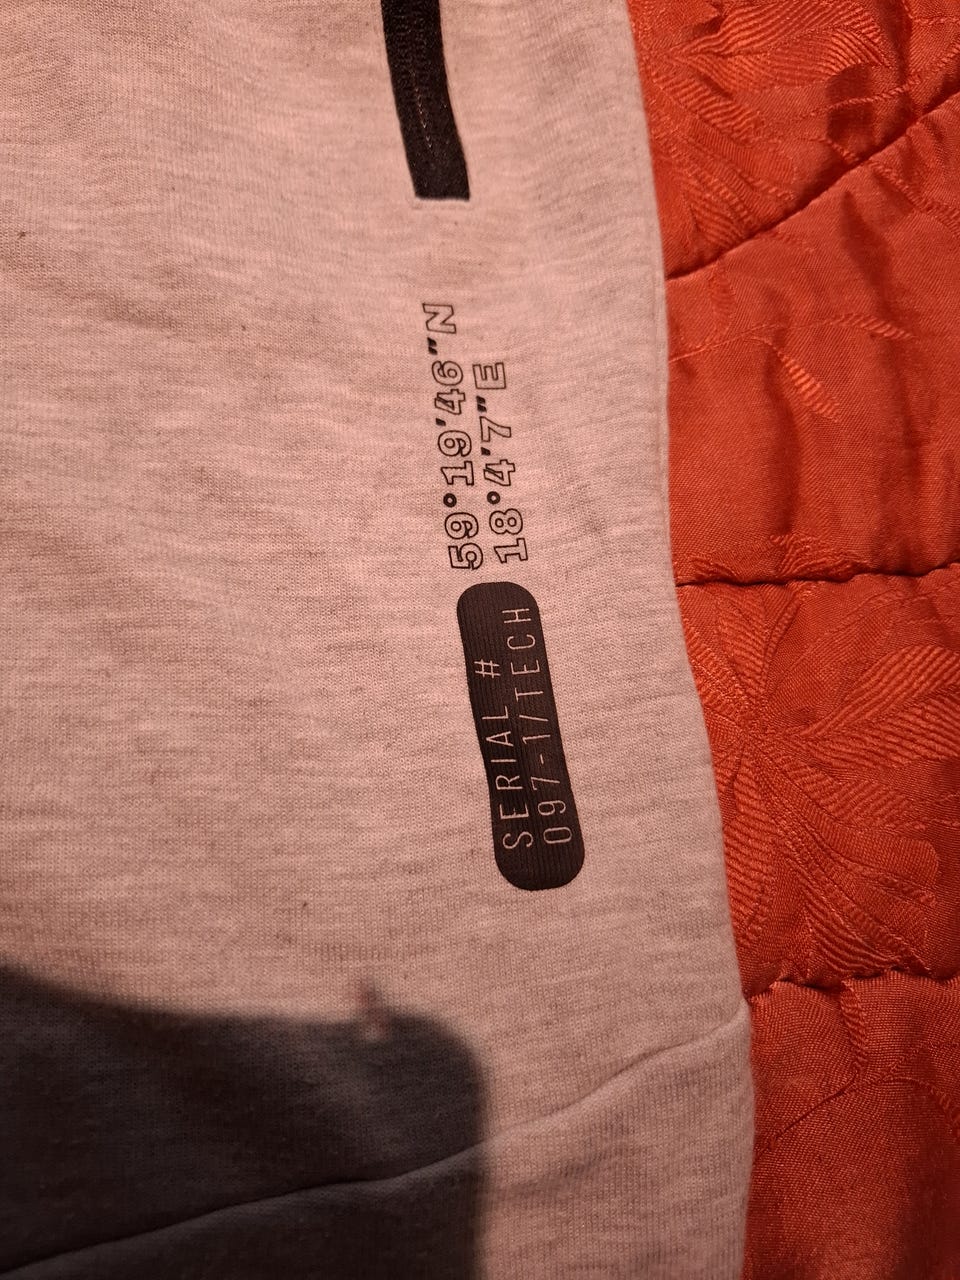 59°19'46"N
18°4'7"E
SERIAL #
097-1/TECH